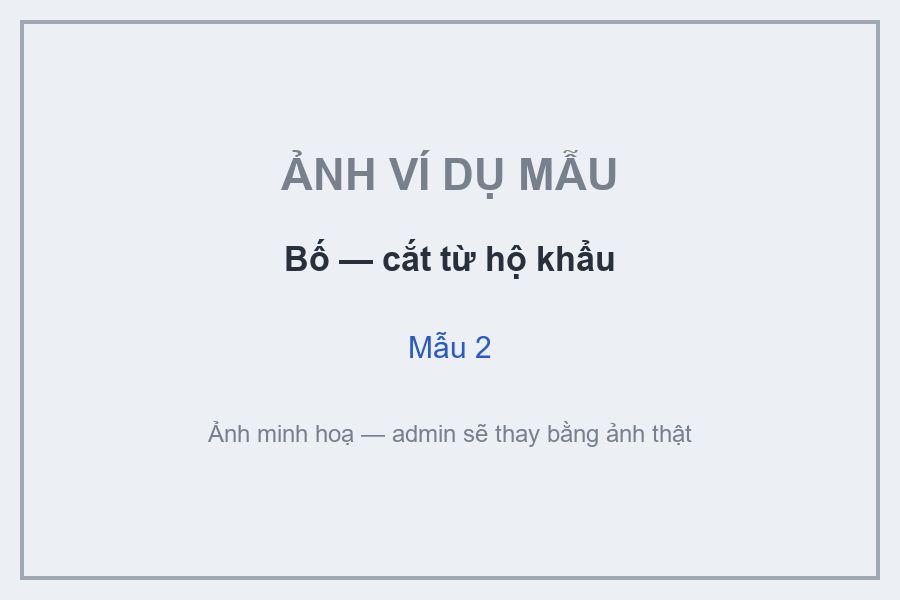 ẢNH VÍ DỤ MẪU
Bố — cắt từ hộ khẩu
Mẫu 2
Ảnh minh hoạ — admin sẽ thay bằng ảnh thật